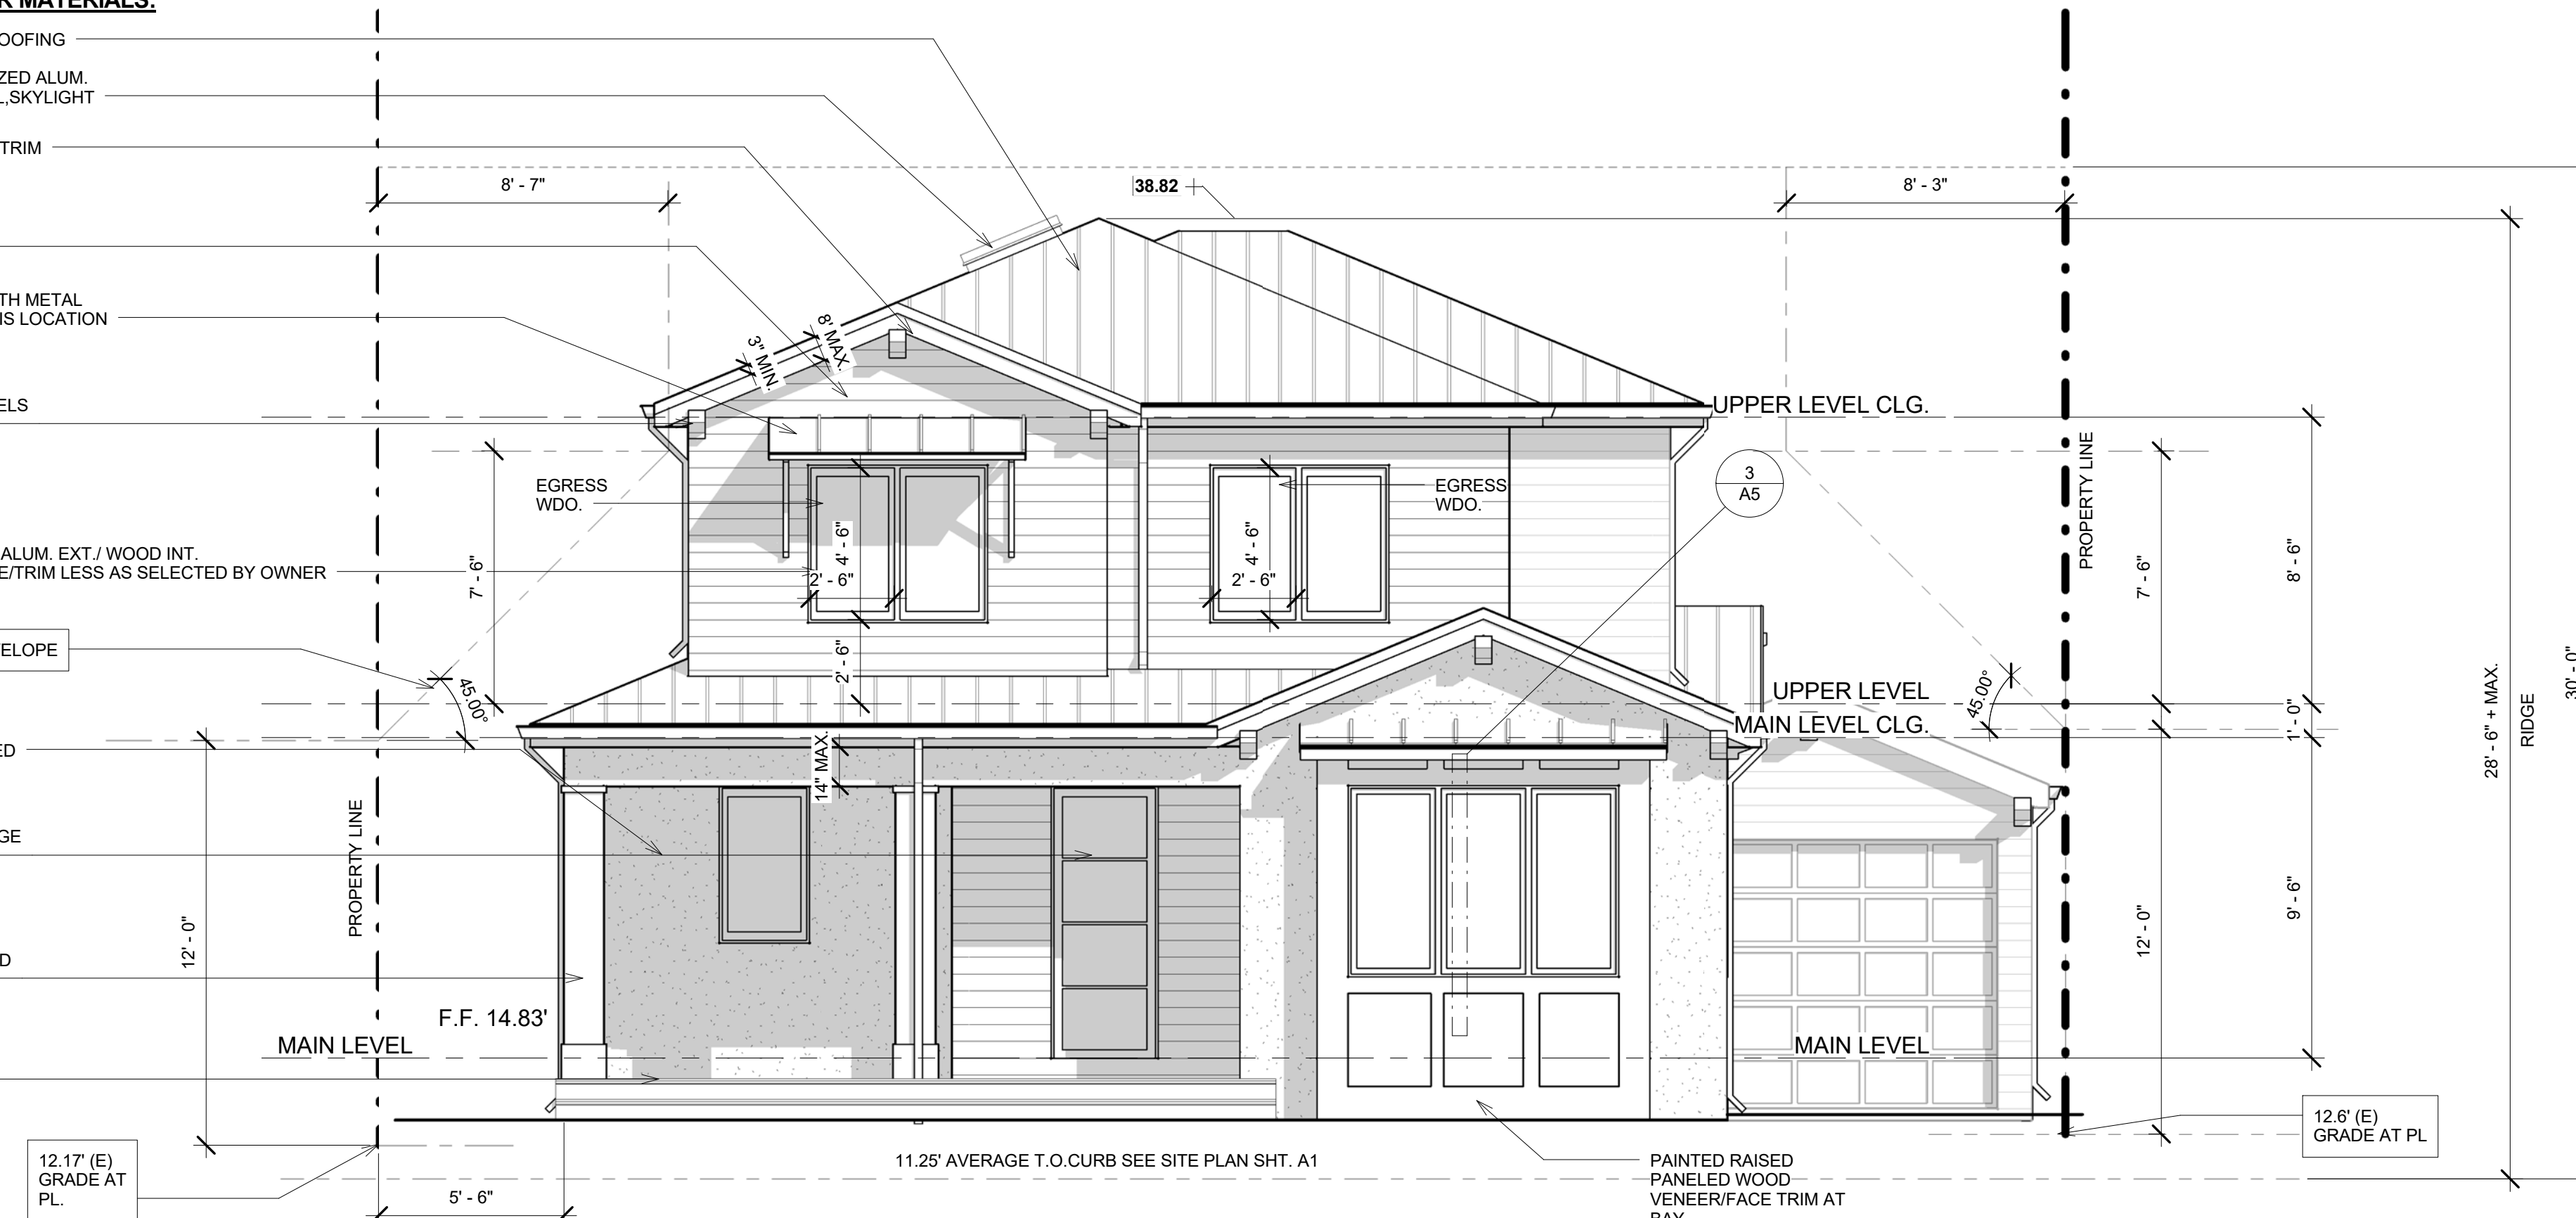 R MATERIALS:
OOFING
ZED ALUM.
L,SKYLIGHT
TRIM
TH METAL
IS LOCATION
ELS
ALUM. EXT./ WOOD INT.
E/TRIM LESS AS SELECTED BY OWNER
ELOPE
ED
GE
D
8' - 7"
38.82
8' - 3"
3" MIN.
8' MAX.
UPPER LEVEL CLG.
EGRESS
WDO.
EGRESS
WDO.
3
A5
PROPERTY LINE
7' - 6"
4' - 6"
2' - 6"
4' - 6"
2' - 6"
7' - 6"
8' - 6"
2' - 6"
45.00°
45.00°
UPPER LEVEL
MAIN LEVEL CLG.
1' - 0"
28' - 6" + MAX.
RIDGE
30' - 0"
14" MAX.
PROPERTY LINE
12' - 0"
12' - 0"
9' - 6"
F.F. 14.83'
MAIN LEVEL
MAIN LEVEL
12.17' (E)
GRADE AT
PL.
5' - 6"
11.25' AVERAGE T.O.CURB SEE SITE PLAN SHT. A1
PAINTED RAISED
PANELED WOOD
VENEER/FACE TRIM AT
BAY
12.6' (E)
GRADE AT PL